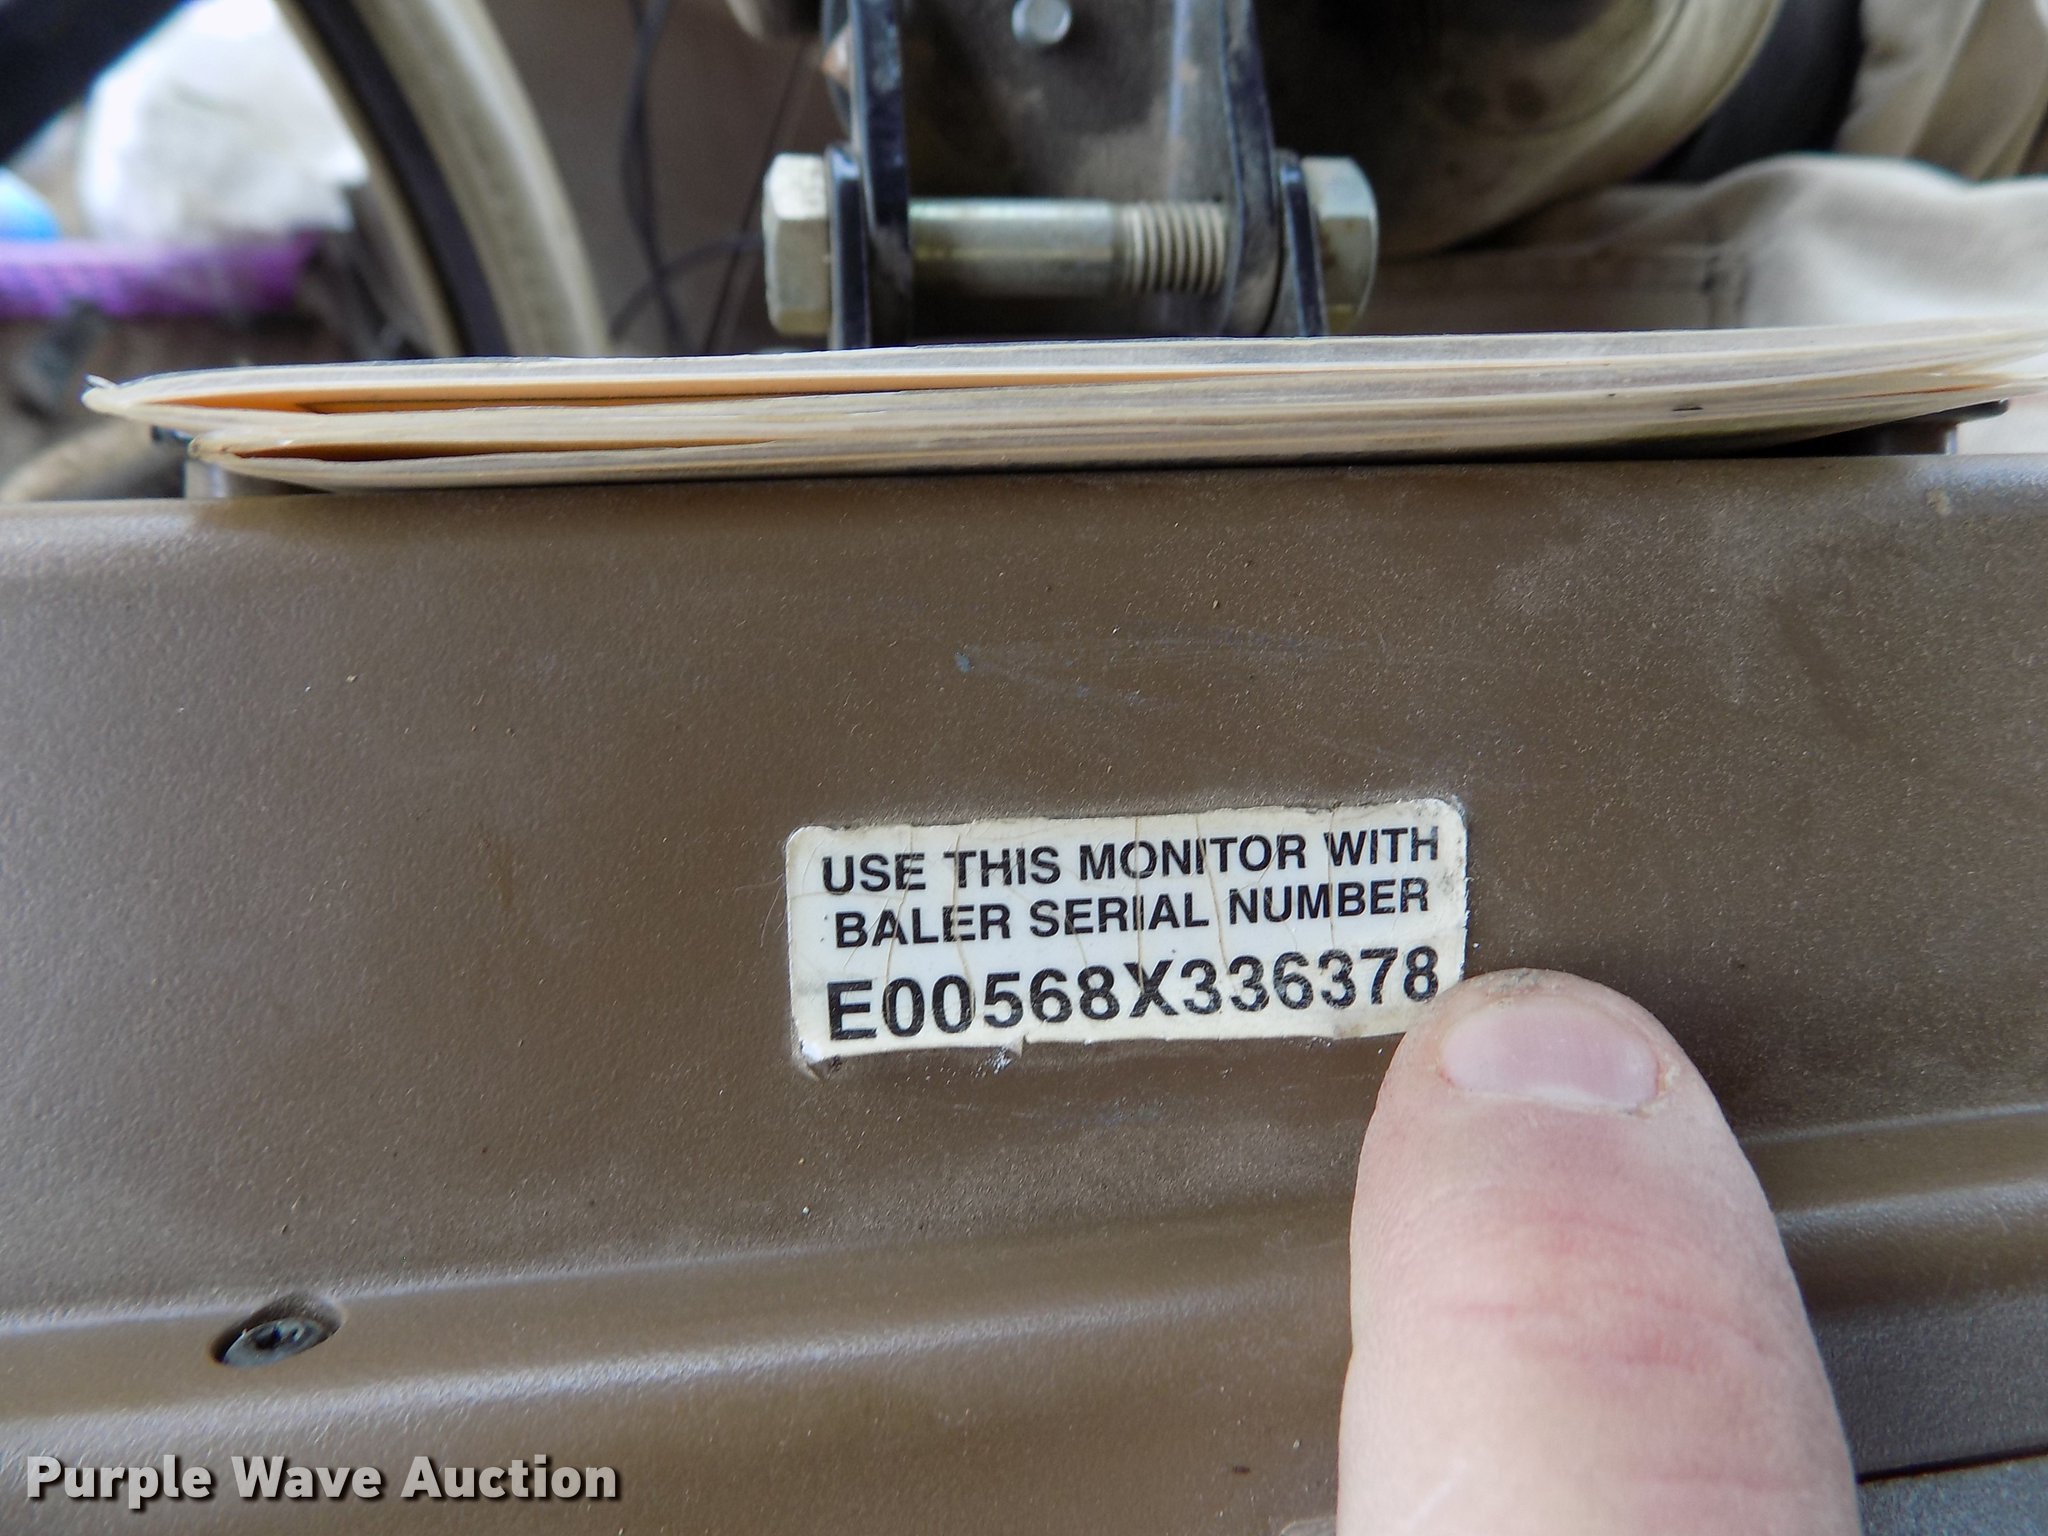 USE THIS MONITOR WITH
BALER SERIAL NUMBER
E00568X336378
Purple Wave Auction